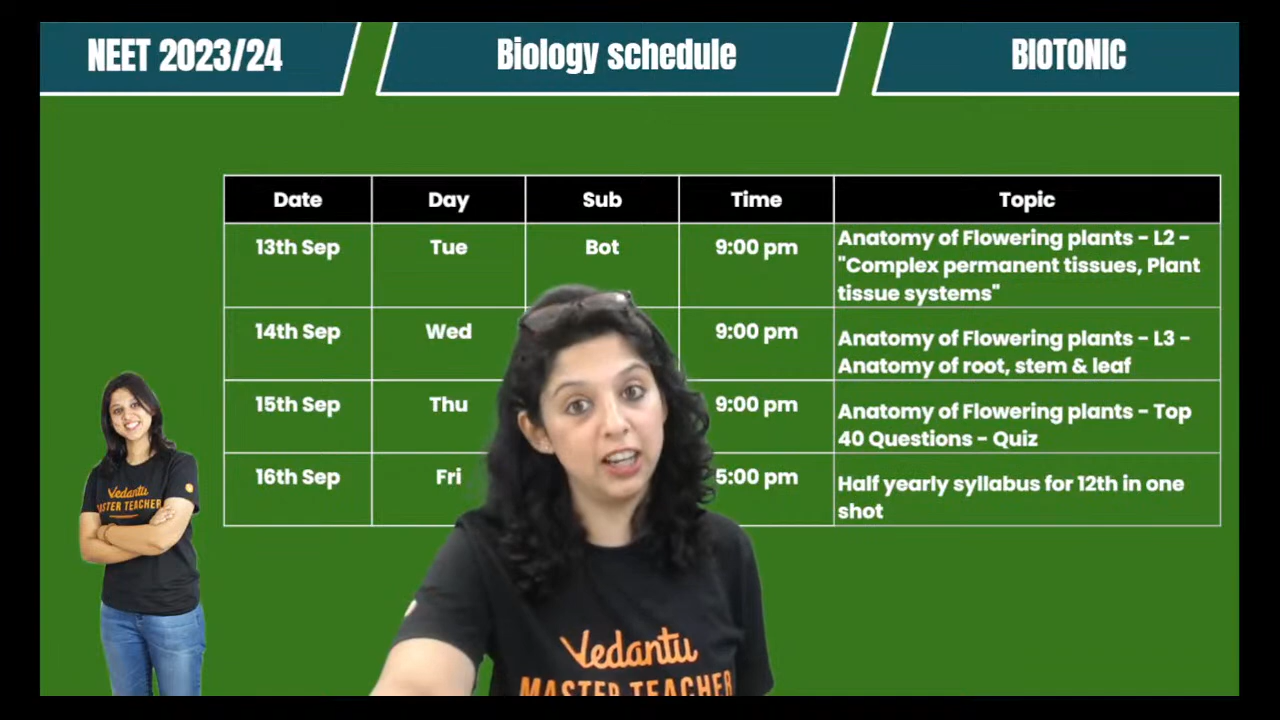 NEET 2023/24
Biology schedule
BIOTONIC
Date Day Sub Time Topic
13th Sep Tue Bot 9:00 pm Anatomy of Flowering plants - L2 -
"Complex permanent tissues, Plant
tissue systems"
14th Sep Wed 9:00 pm Anatomy of Flowering plants - L3 -
Anatomy of root, stem & leaf
15th Sep Thu 9:00 pm Anatomy of Flowering plants - Top
40 Questions - Quiz
16th Sep Fri 5:00 pm Half yearly syllabus for 12th in one
shot
Vedantu
MASTER TEACHER
Vedantu
MASTER TEACHER